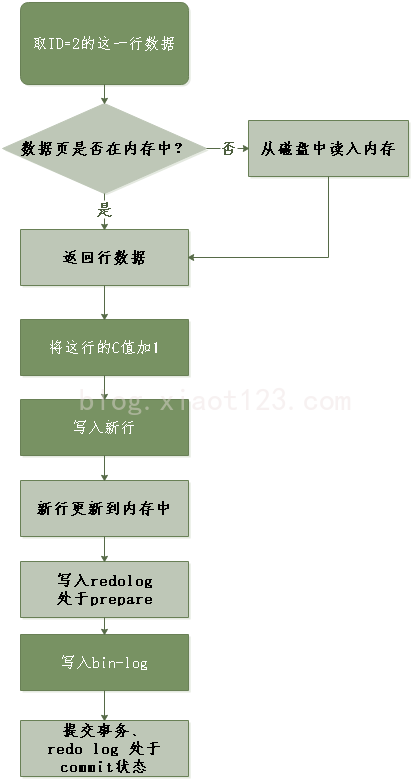 取ID=2的这一行数据
数据页是否在内存中?
否
从磁盘中读入内存
是
返回行数据
将这行的C值加1
blog.xiaot123.com
写入新行
新行更新到内存中
写入redolog
处于prepare
写入bin-log
提交事务、
redo log 处于
commit状态